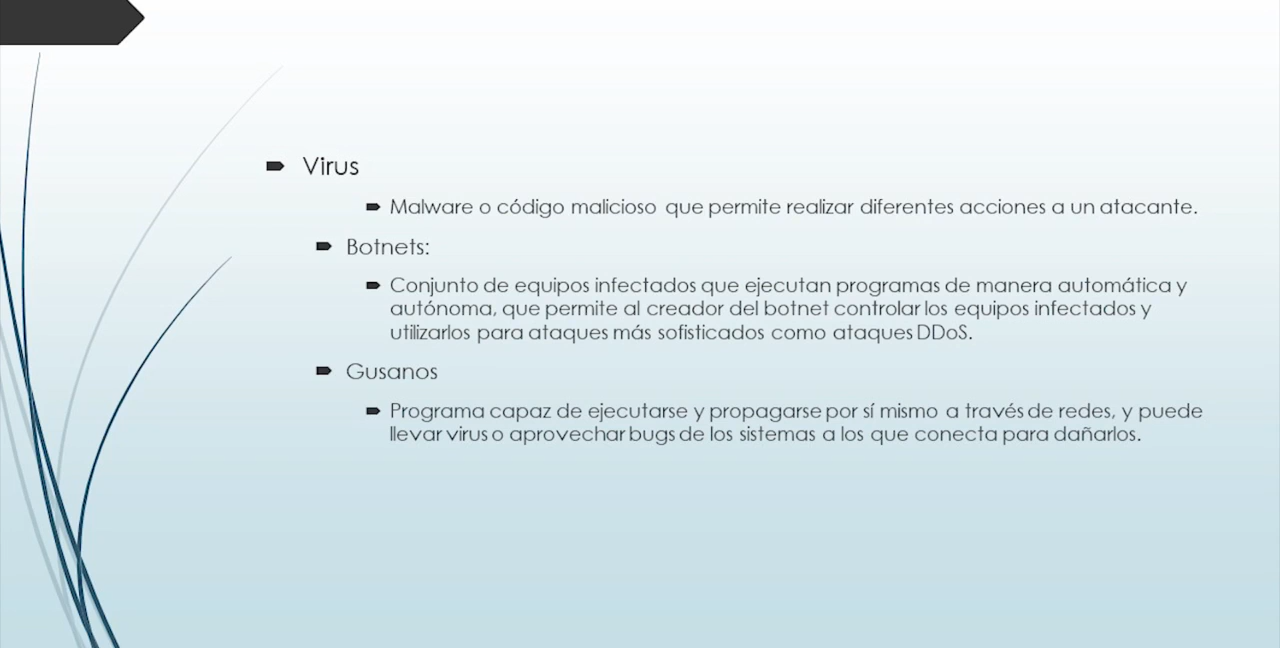 Virus
Malware o código malicioso que permite realizar diferentes acciones a un atacante.
Botnets:
Conjunto de equipos infectados que ejecutan programas de manera automática y
autónoma, que permite al creador del botnet controlar los equipos infectados y
utilizarlos para ataques más sofisticados como ataques DDoS.
Gusanos
Programa capaz de ejecutarse y propagarse por sí mismo a través de redes, y puede
llevar virus o aprovechar bugs de los sistemas a los que conecta para dañarlos.